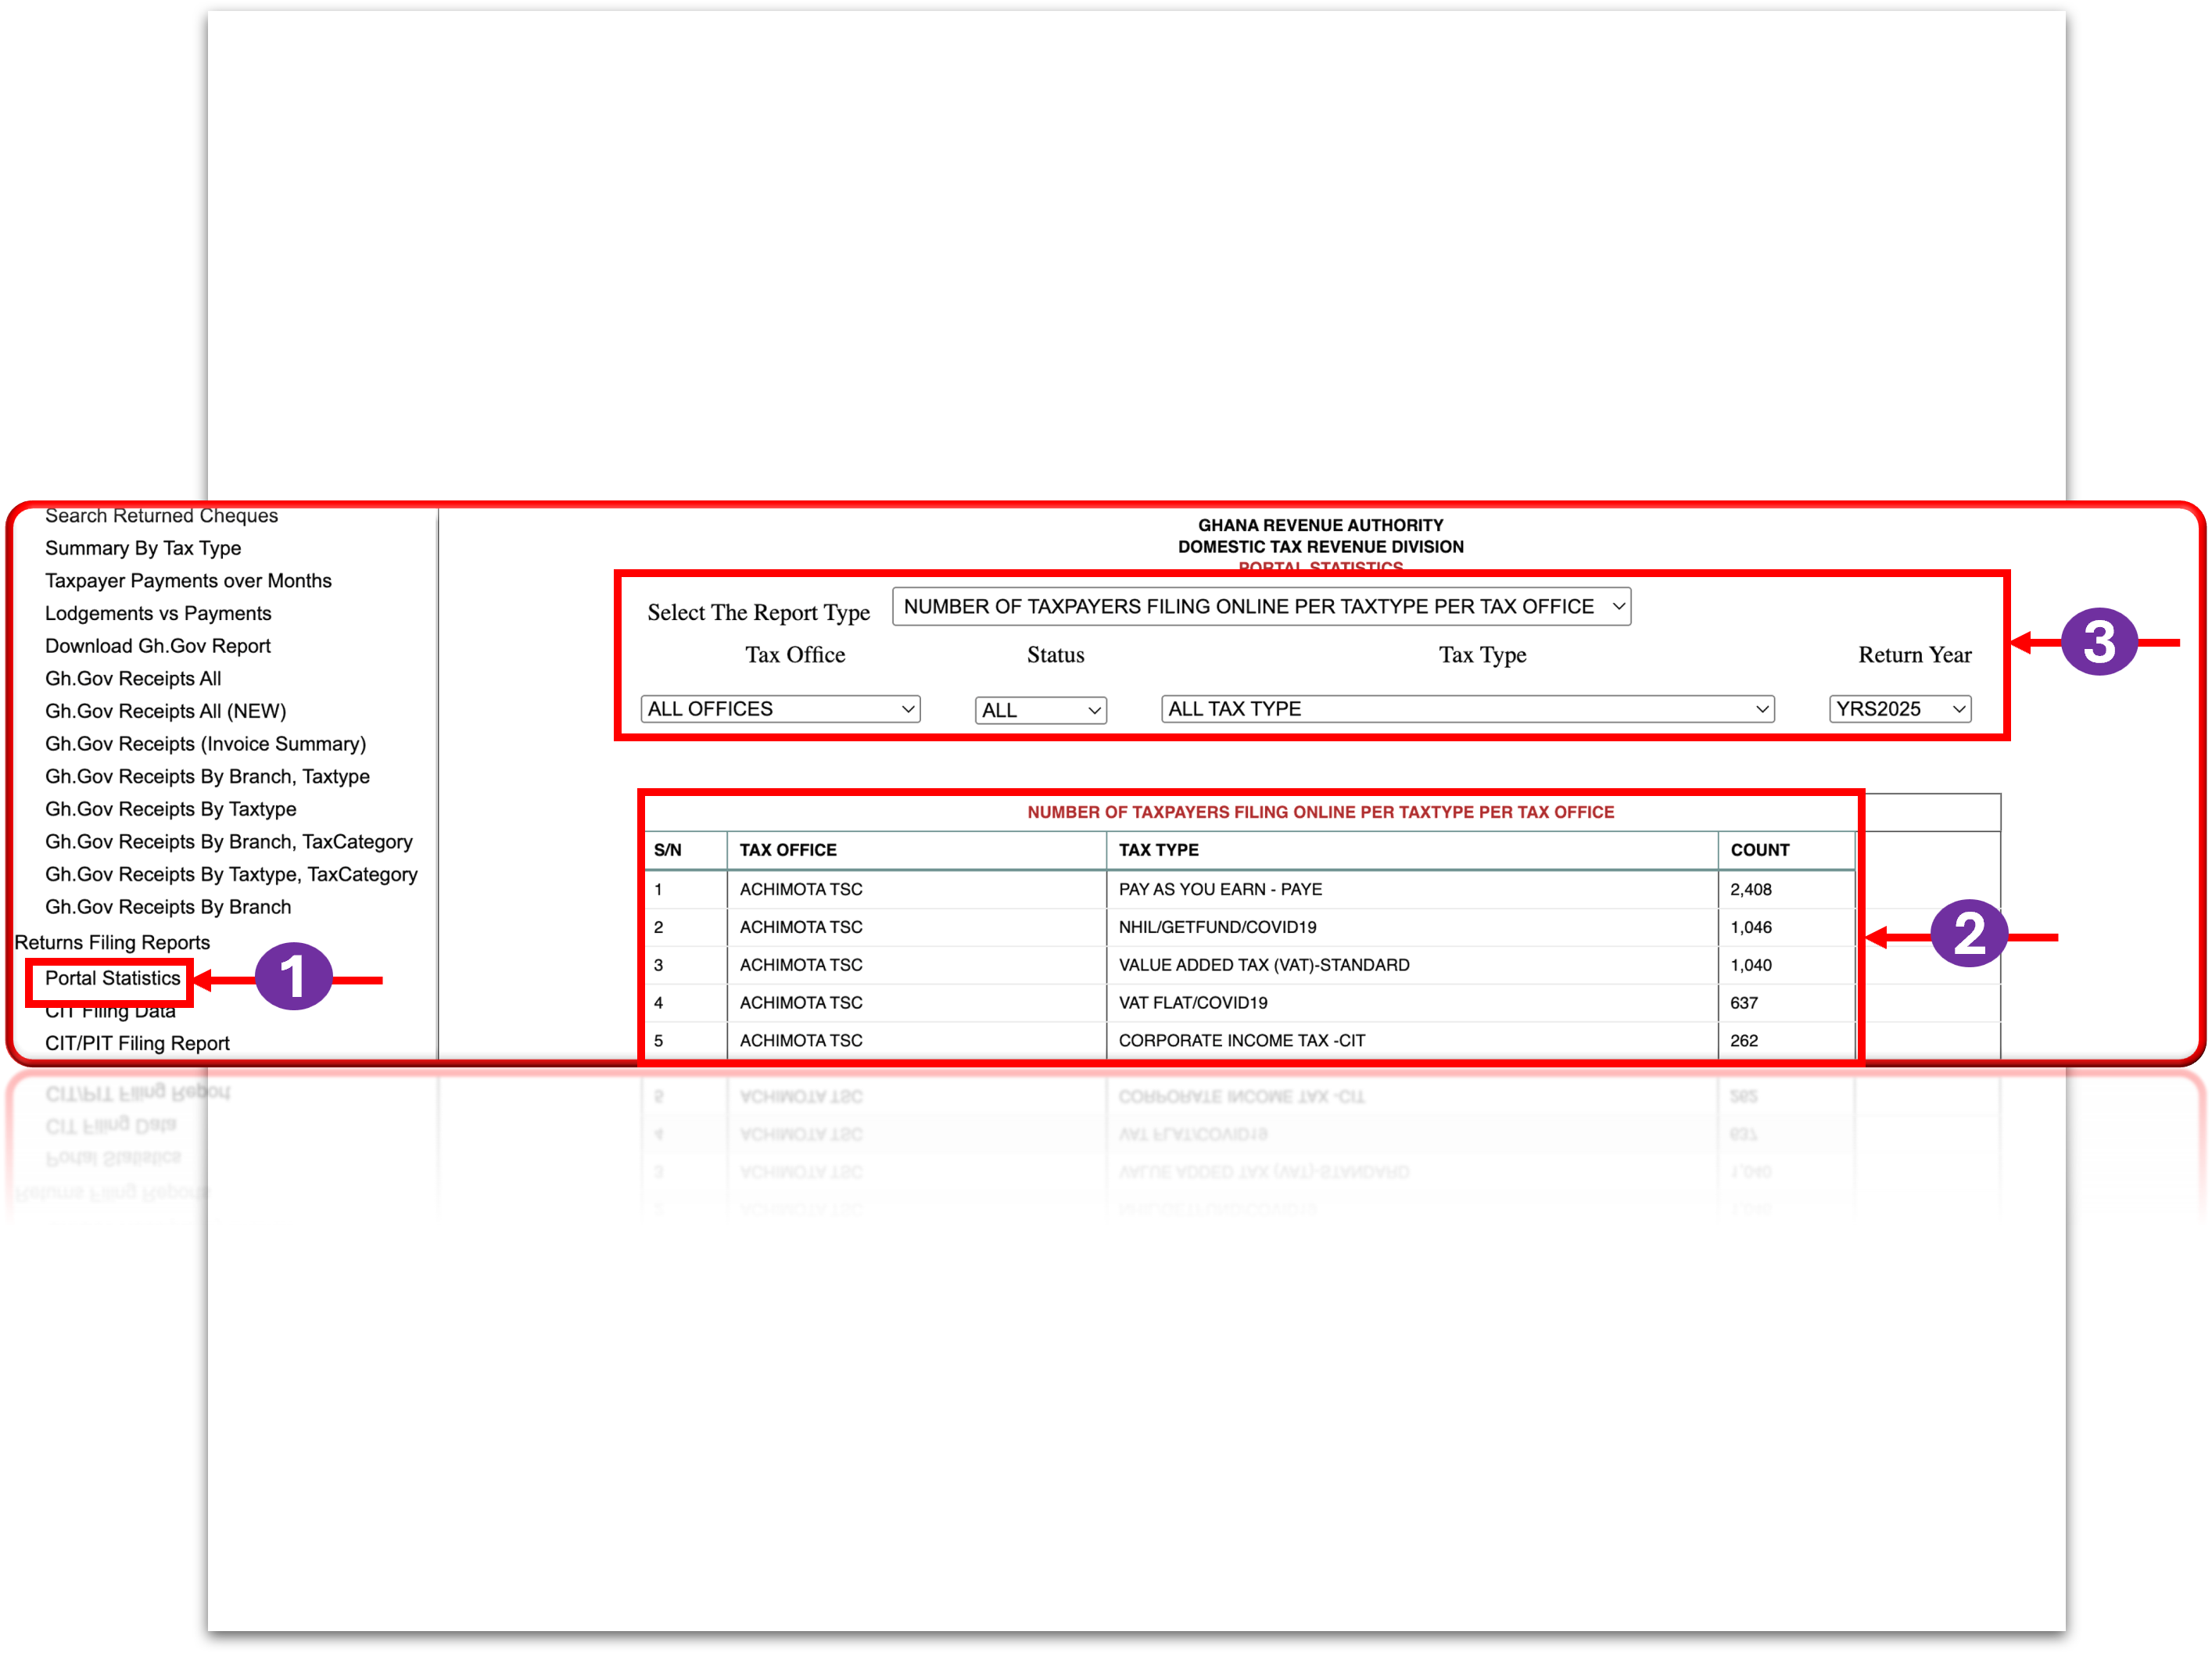 Search Returned Cheques
Summary By Tax Type
Taxpayer Payments over Months
Lodgements vs Payments
Download Gh.Gov Report
Gh.Gov Receipts All
Gh.Gov Receipts All (NEW)
Gh.Gov Receipts (Invoice Summary)
Gh.Gov Receipts By Branch, Taxtype
Gh.Gov Receipts By Taxtype
Gh.Gov Receipts By Branch, TaxCategory
Gh.Gov Receipts By Taxtype, TaxCategory
Gh.Gov Receipts By Branch
Returns Filing Reports
Portal Statistics
1
CIT Filing Data
CIT/PIT Filing Report
GHANA REVENUE AUTHORITY
DOMESTIC TAX REVENUE DIVISION
PORTAL STATISTICS
Select The Report Type NUMBER OF TAXPAYERS FILING ONLINE PER TAXTYPE PER TAX OFFICE
Tax Office Status Tax Type Return Year
ALL OFFICES ALL ALL TAX TYPE YRS2025
3
NUMBER OF TAXPAYERS FILING ONLINE PER TAXTYPE PER TAX OFFICE
S/N TAX OFFICE TAX TYPE COUNT
1 ACHIMOTA TSC PAY AS YOU EARN - PAYE 2,408
2 ACHIMOTA TSC NHIL/GETFUND/COVID19 1,046
3 ACHIMOTA TSC VALUE ADDED TAX (VAT)-STANDARD 1,040
4 ACHIMOTA TSC VAT FLAT/COVID19 637
5 ACHIMOTA TSC CORPORATE INCOME TAX -CIT 262
2